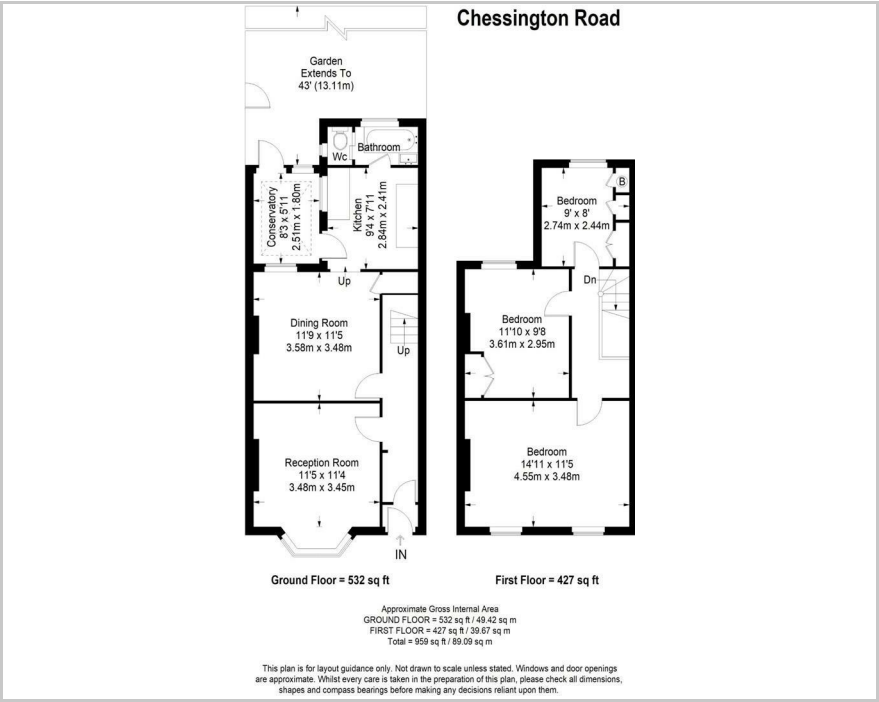 Chessington Road
Garden
Extends To
43' (13.11m)
Wc
Bathroom
Conservatory
8'3 x 5'11
2.51m x 1.80m
Kitchen
9'4 x 7'11
2.84m x 2.41m
Up
Dining Room
11'9 x 11'5
3.58m x 3.48m
Up
Reception Room
11'5 x 11'4
3.48m x 3.45m
IN
Bedroom
9' x 8'
2.74m x 2.44m
B
Dn
Bedroom
11'10 x 9'8
3.61m x 2.95m
Bedroom
14'11 x 11'5
4.55m x 3.48m
Ground Floor = 532 sq ft
First Floor = 427 sq ft
Approximate Gross Internal Area
GROUND FLOOR = 532 sq ft / 49.42 sq m
FIRST FLOOR = 427 sq ft / 39.67 sq m
Total = 959 sq ft / 89.09 sq m
This plan is for layout guidance only. Not drawn to scale unless stated. Windows and door openings
are approximate. Whilst every care is taken in the preparation of this plan, please check all dimensions,
shapes and compass bearings before making any decisions reliant upon them.